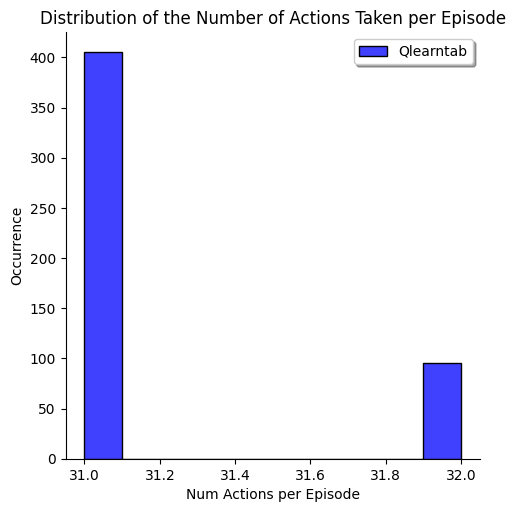 Distribution of the Number of Actions Taken per Episode
Qlearntab
400
350
300
250
200
150
100
50
0
Occurrence
31.0 31.2 31.4 31.6 31.8 32.0
Num Actions per Episode